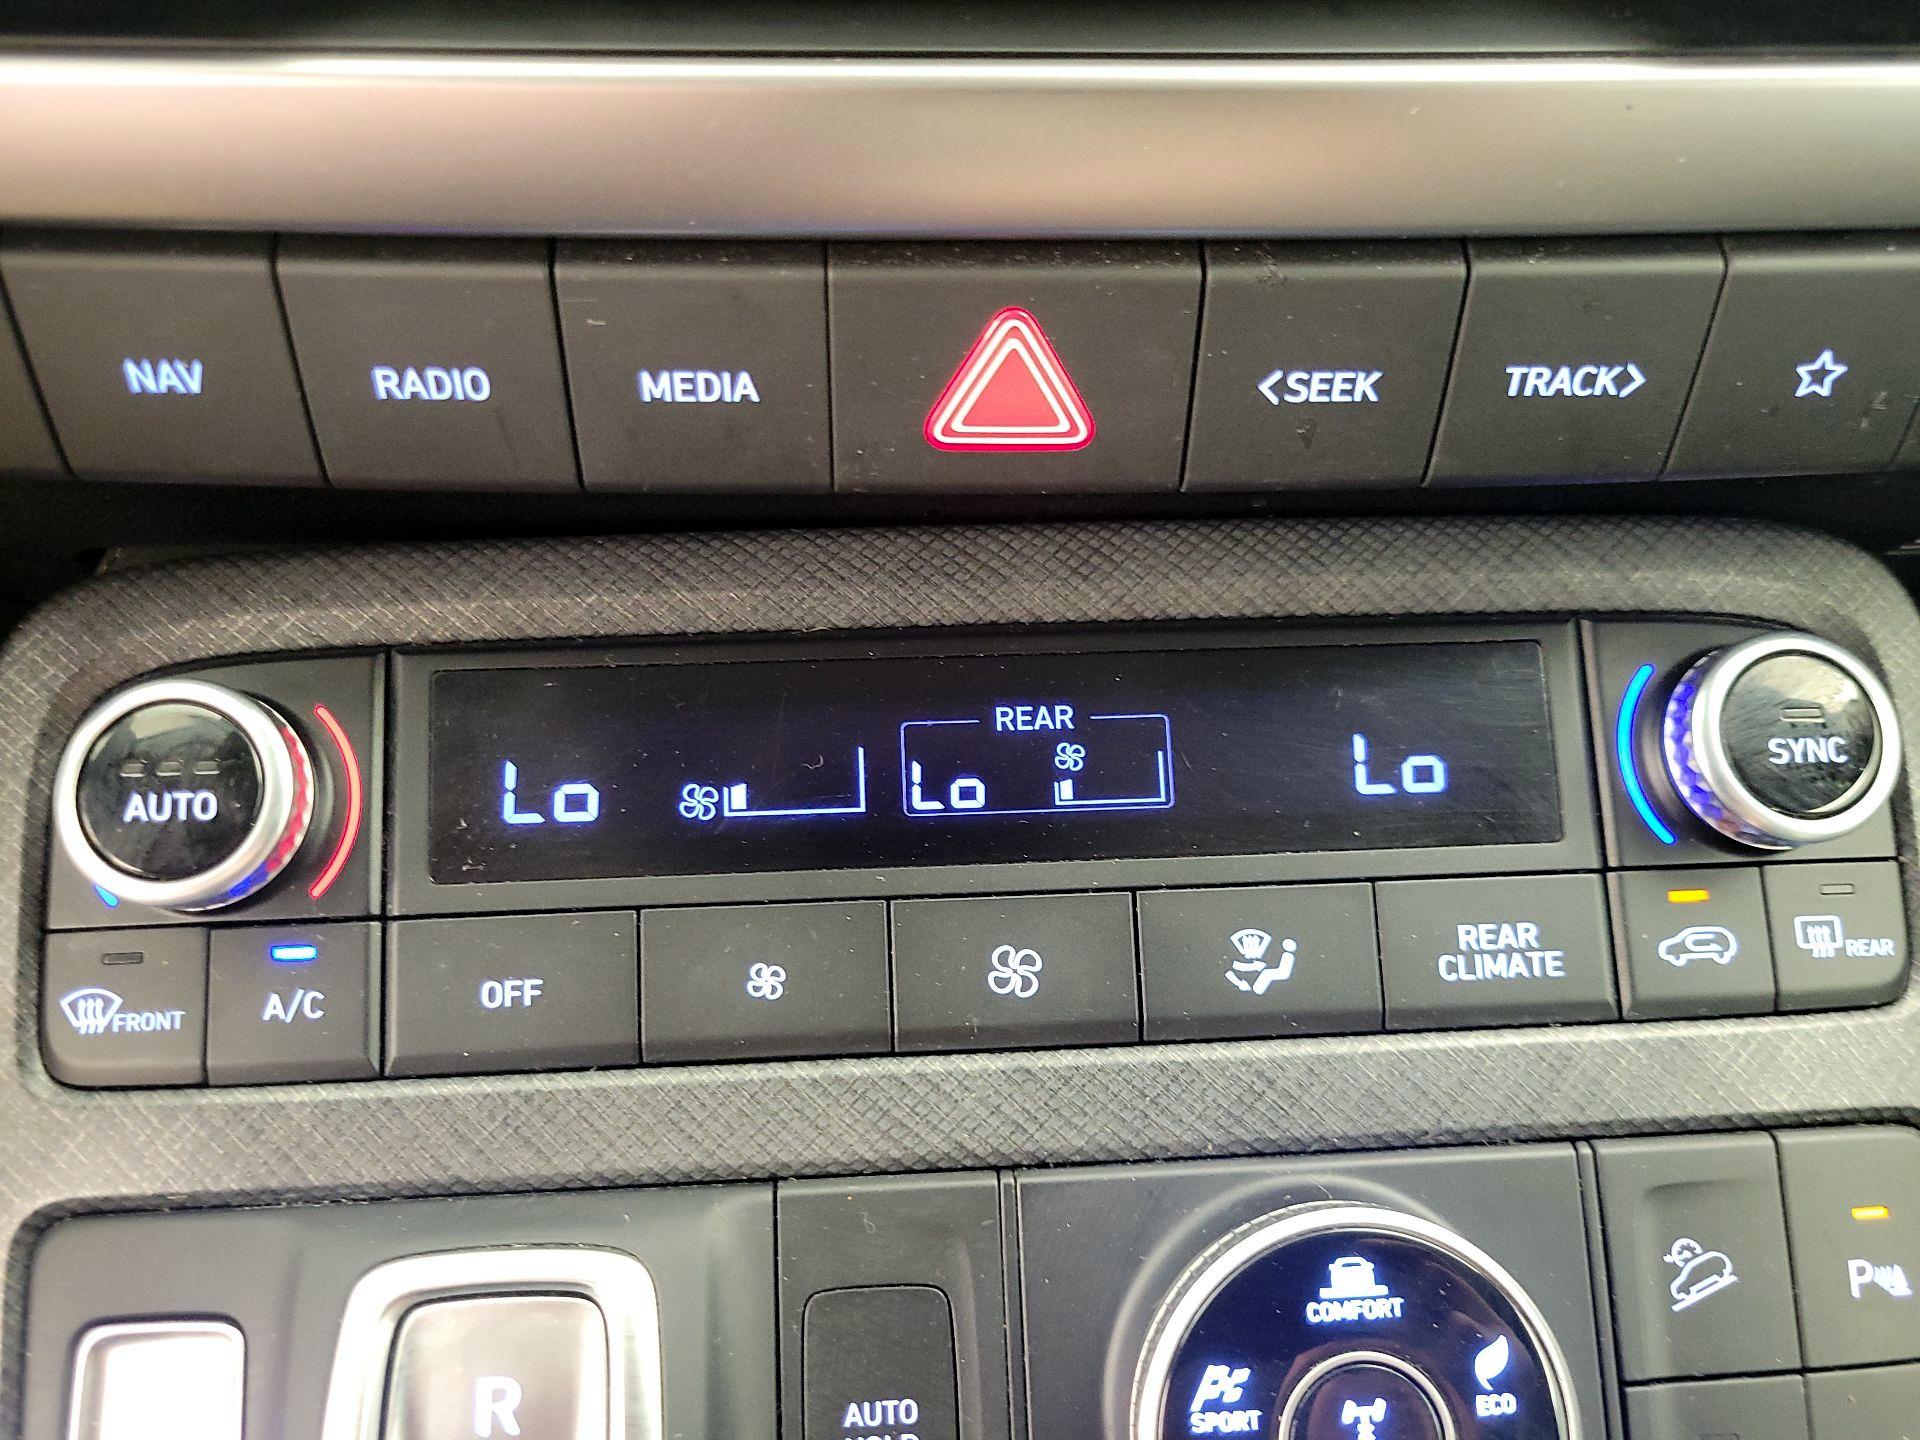 NAV
RADIO
MEDIA
<SEEK
TRACK>
AUTO
Lo
REAR
Lo
Lo
SYNC
FRONT
A/C
OFF
REAR
CLIMATE
REAR
R
AUTO
HOLD
COMFORT
SPORT
ECO
P